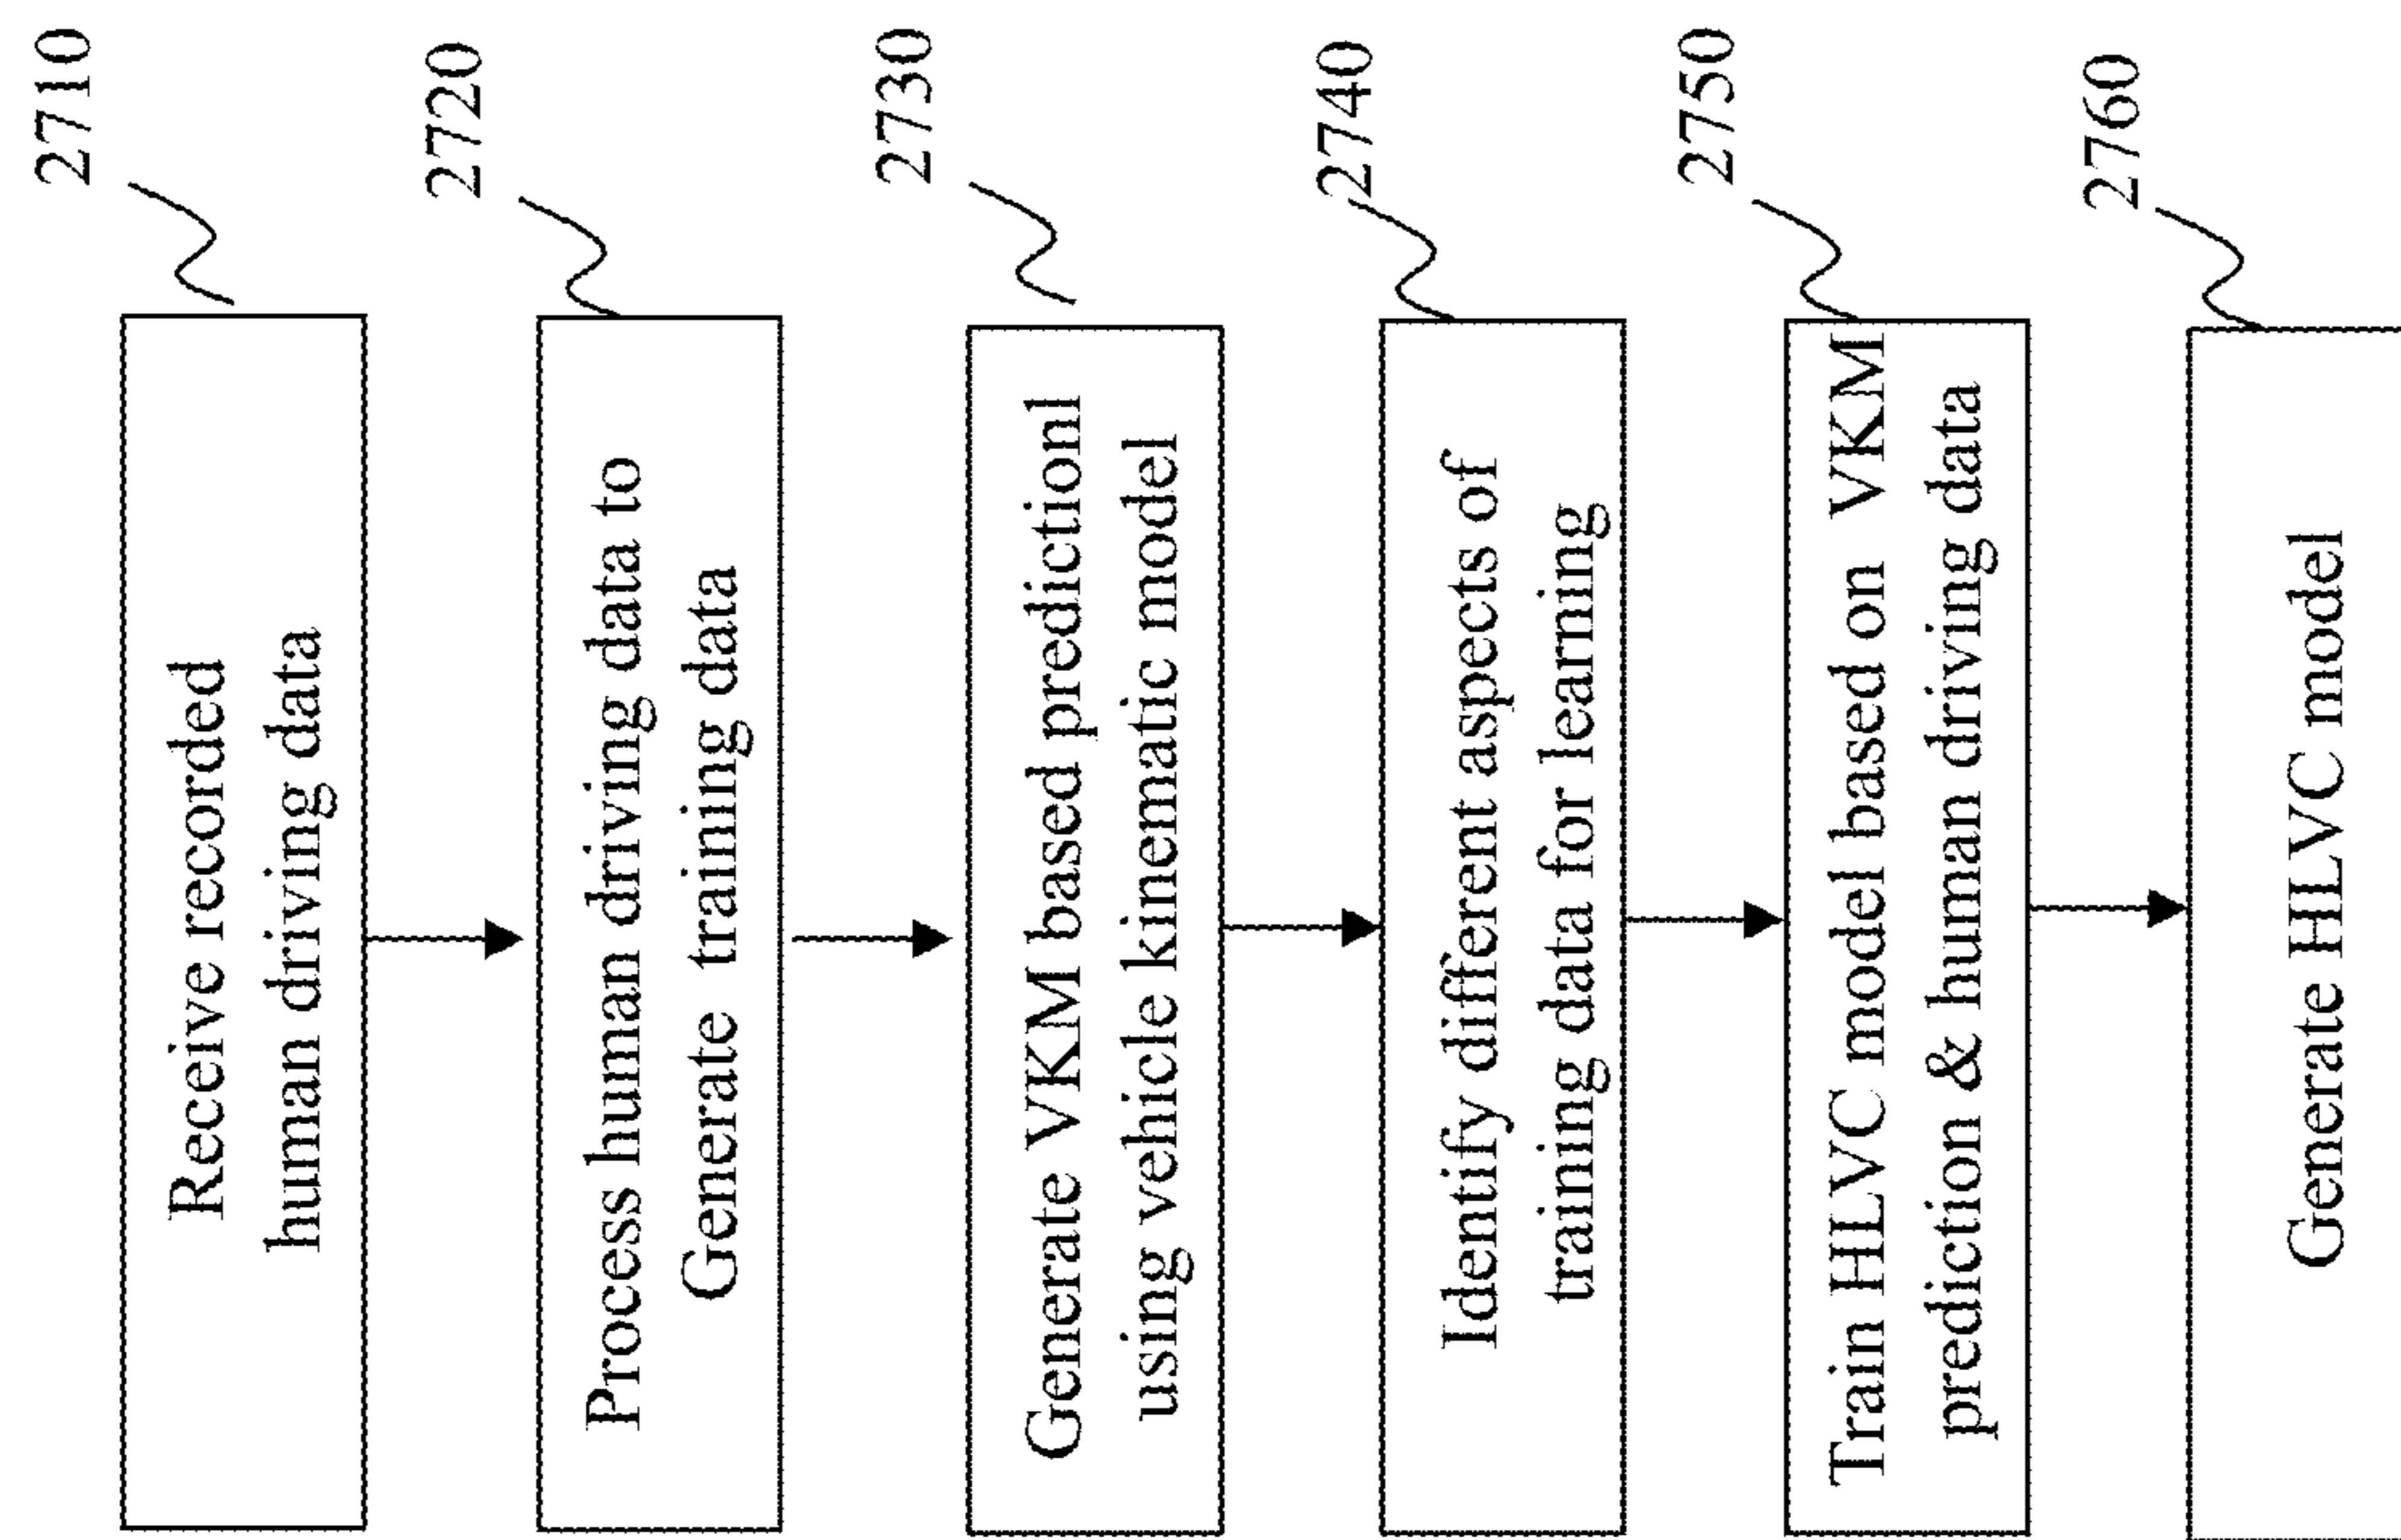 2710
Receive recorded
human driving data
2720
Process human driving data to
Generate training data
2730
Generate VKM based predictionl
using vehicle kinematic model
2740
Identify different aspects of
training data for learning
2750
Train HLVC model based on VKM
prediction & human driving data
2760
Generate HLVC model